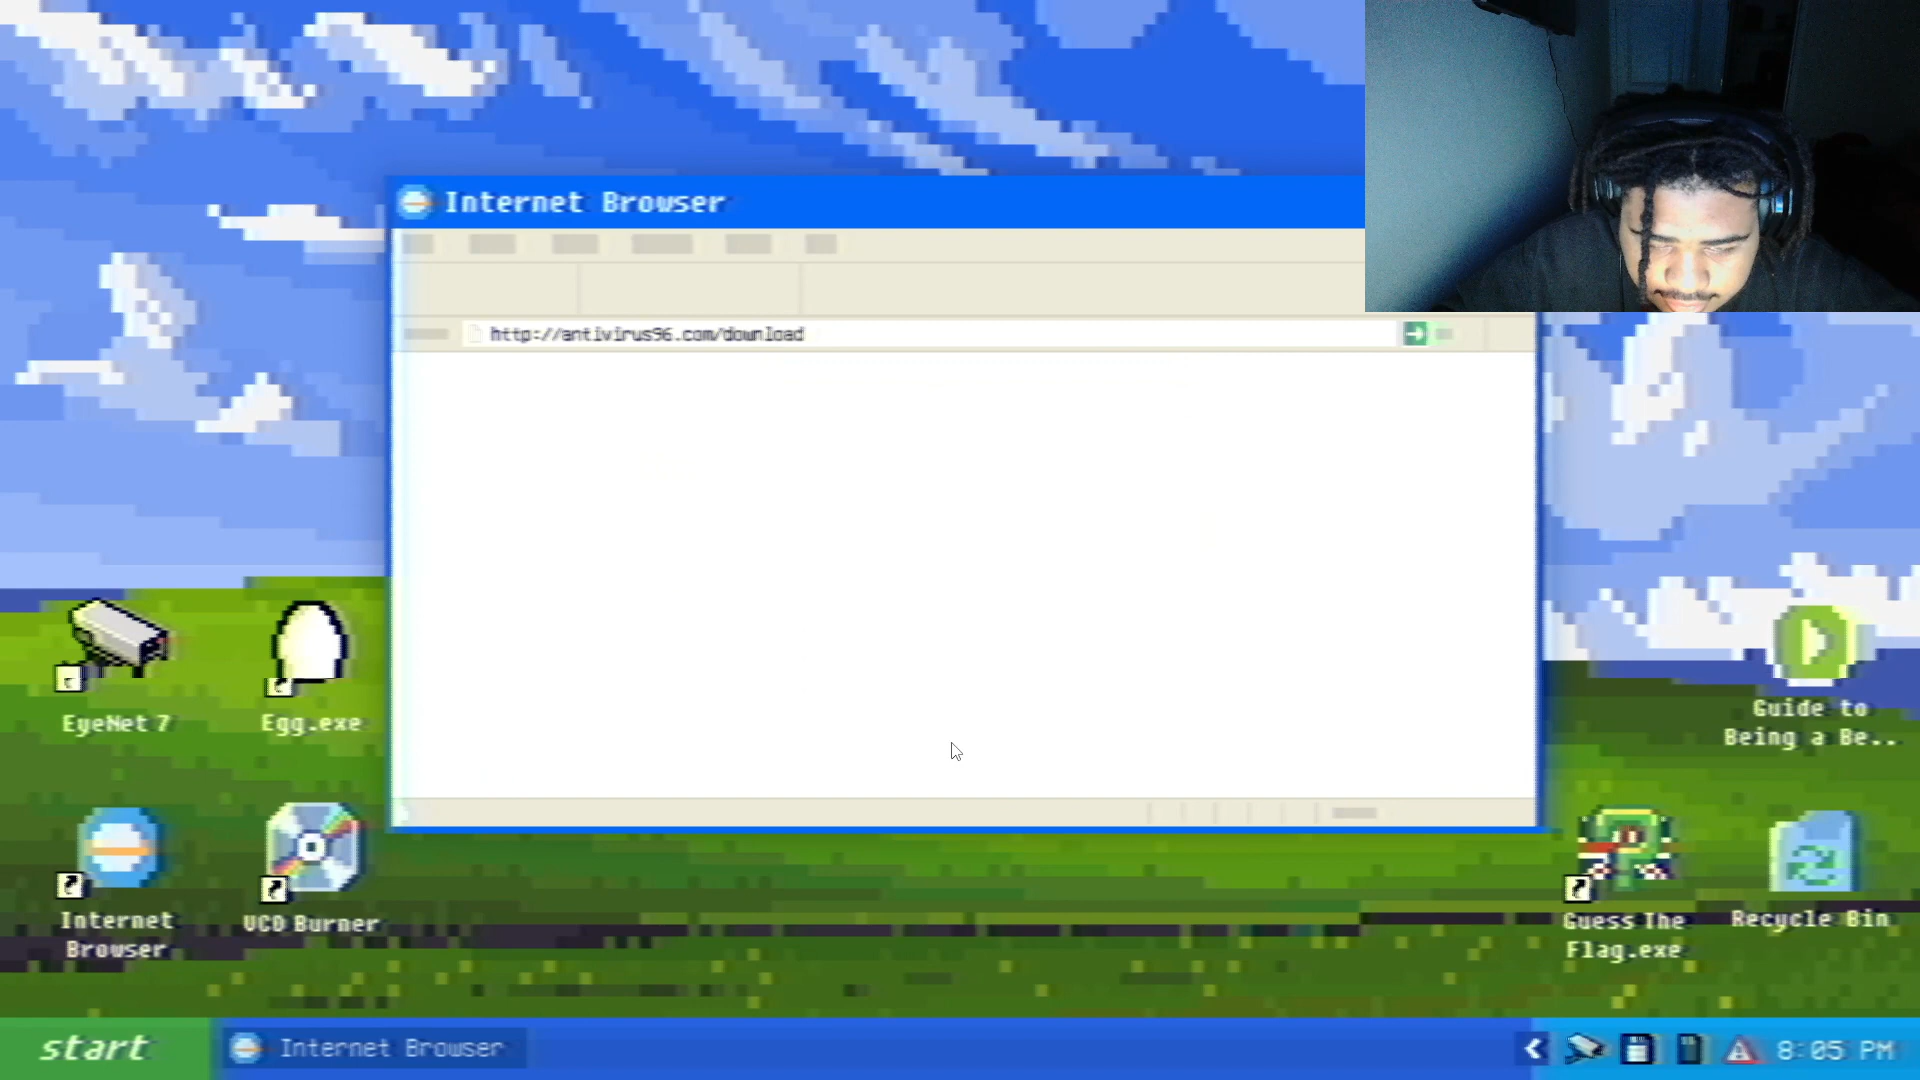 Internet Browser
http://antivirus96.com/download
EyeNet 7
Egg.exe
Guide to
Being a Be..
Internet
Browser
VCD Burner
Guess The
Flag.exe
Recycle Bin
start
Internet Browser
8:05 PM